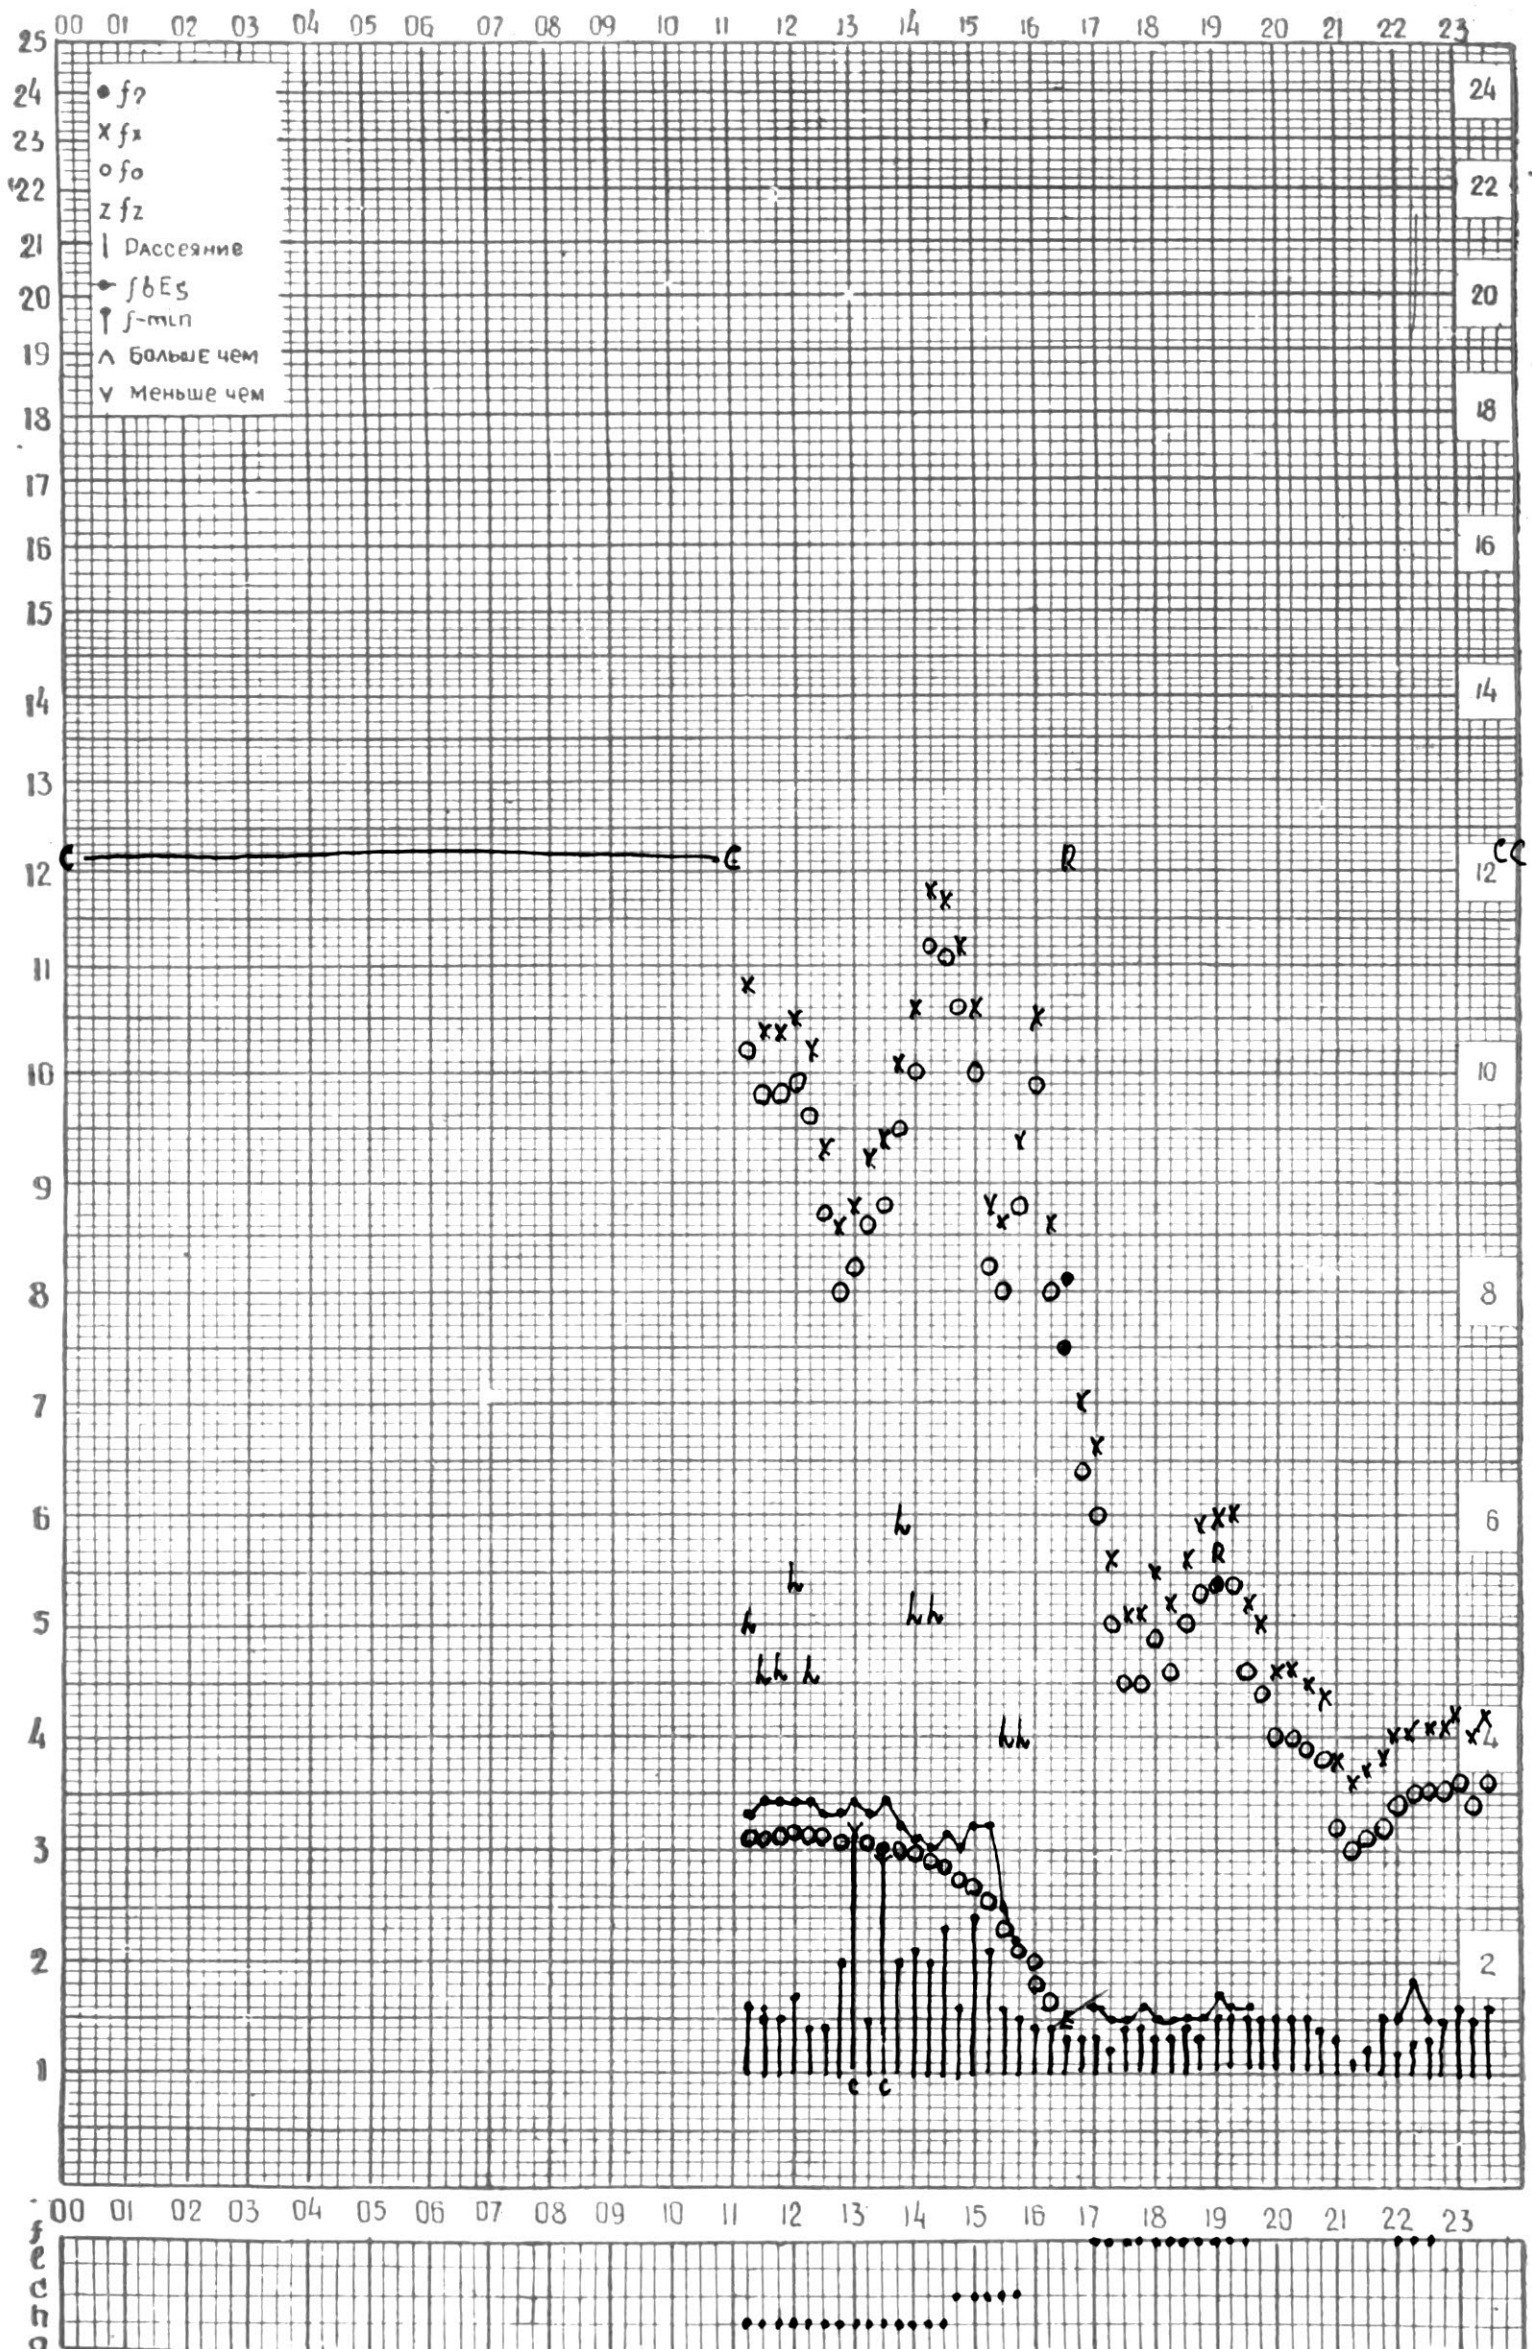 00 01 02 03 04 05 06 07 08 09 10 11 12 13 14 15 16 17 18 19 20 21 22 23
25
24 24
23
22 22
21
20 20
19
18 18
17
16 16
15
14 14
13
12 12
11
10 10
9
8 8
7
6 6
5
4 4
3
2 2
1
● f?
x fx
o fo
z fz
| Рассеяние
fbEs
f-min
∧ Больше чем
∨ Меньше чем
C C R C C
h
h
h h
h h h h
R
h h
C C
00 01 02 03 04 05 06 07 08 09 10 11 12 13 14 15 16 17 18 19 20 21 22 23
f
l
c
h